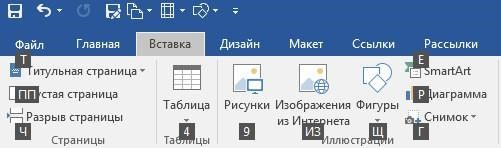 Файл Главная Вставка Дизайн Макет Ссылки Рассылки
Т Е
Титульная страница SmartArt
ПП устая страница Таблица Рисунки Изображения из Интернета Фигуры Р Диаграмма
Ч Разрыв страницы 4 9 ИЗ Щ Г Снимок
Страницы Таблицы Иллюстрации